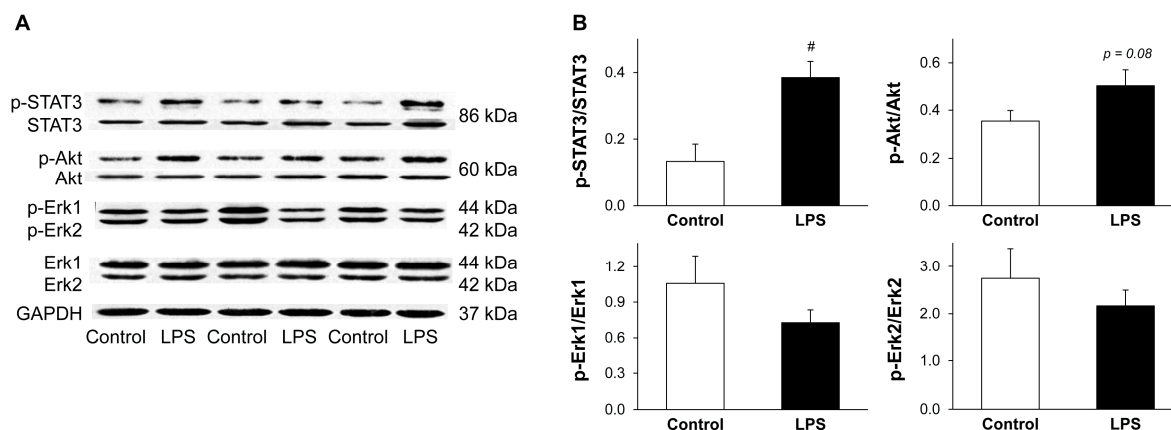 A
p-STAT3
STAT3
86 kDa
p-Akt
Akt
60 kDa
p-Erk1
44 kDa
p-Erk2
42 kDa
Erk1
44 kDa
Erk2
42 kDa
GAPDH
37 kDa
Control LPS Control LPS Control LPS
B
p-STAT3/STAT3
0.4
0.2
0.0
#
Control LPS
p-Akt/Akt
0.6
0.4
0.2
0.0
p = 0.08
Control LPS
p-Erk1/Erk1
1.2
0.9
0.6
0.3
0.0
Control LPS
p-Erk2/Erk2
3.0
2.0
1.0
0.0
Control LPS